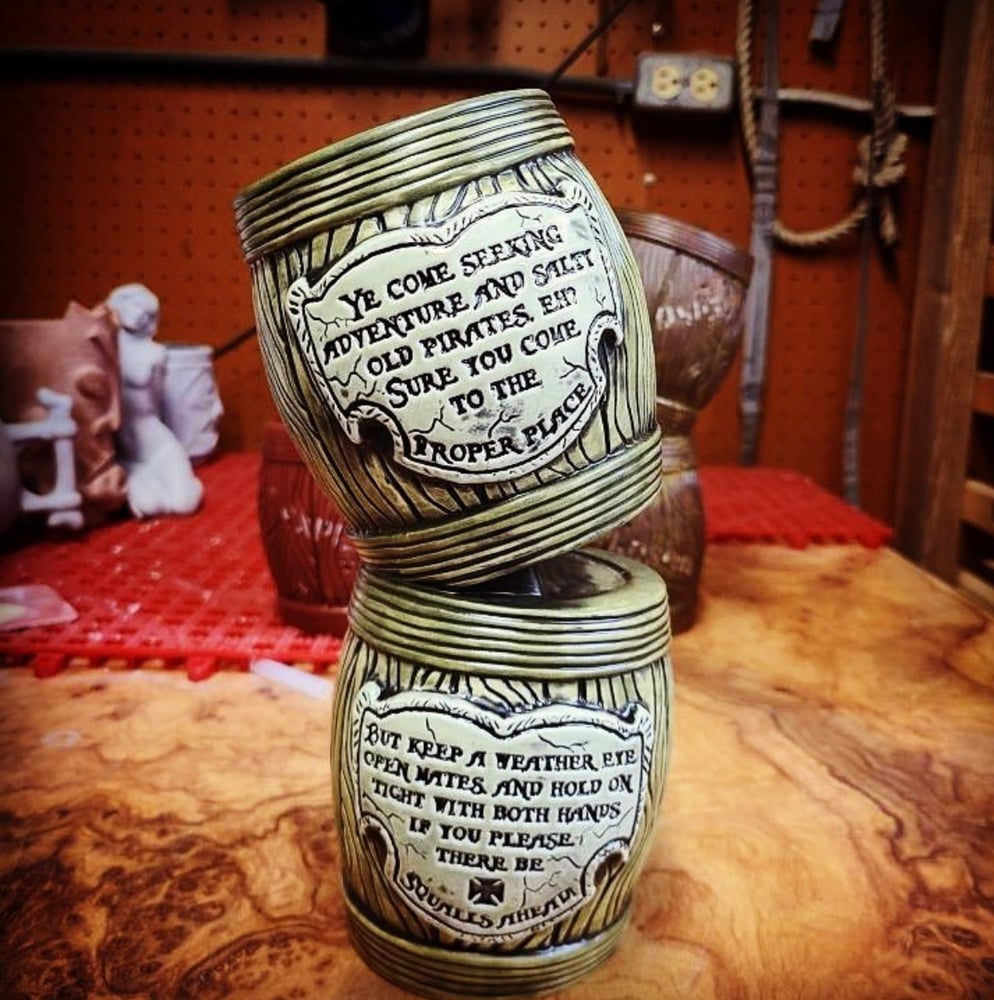 YE COME SEEKING
ADVENTURE AND SALTY
OLD PIRATES, EH?
SURE YOU COME
TO THE
PROPER PLACE
BUT KEEP A WEATHER EYE
OPEN MATES, AND HOLD ON
TIGHT WITH BOTH HANDS
IF YOU PLEASE
THERE BE
SQUALLS AHEAD